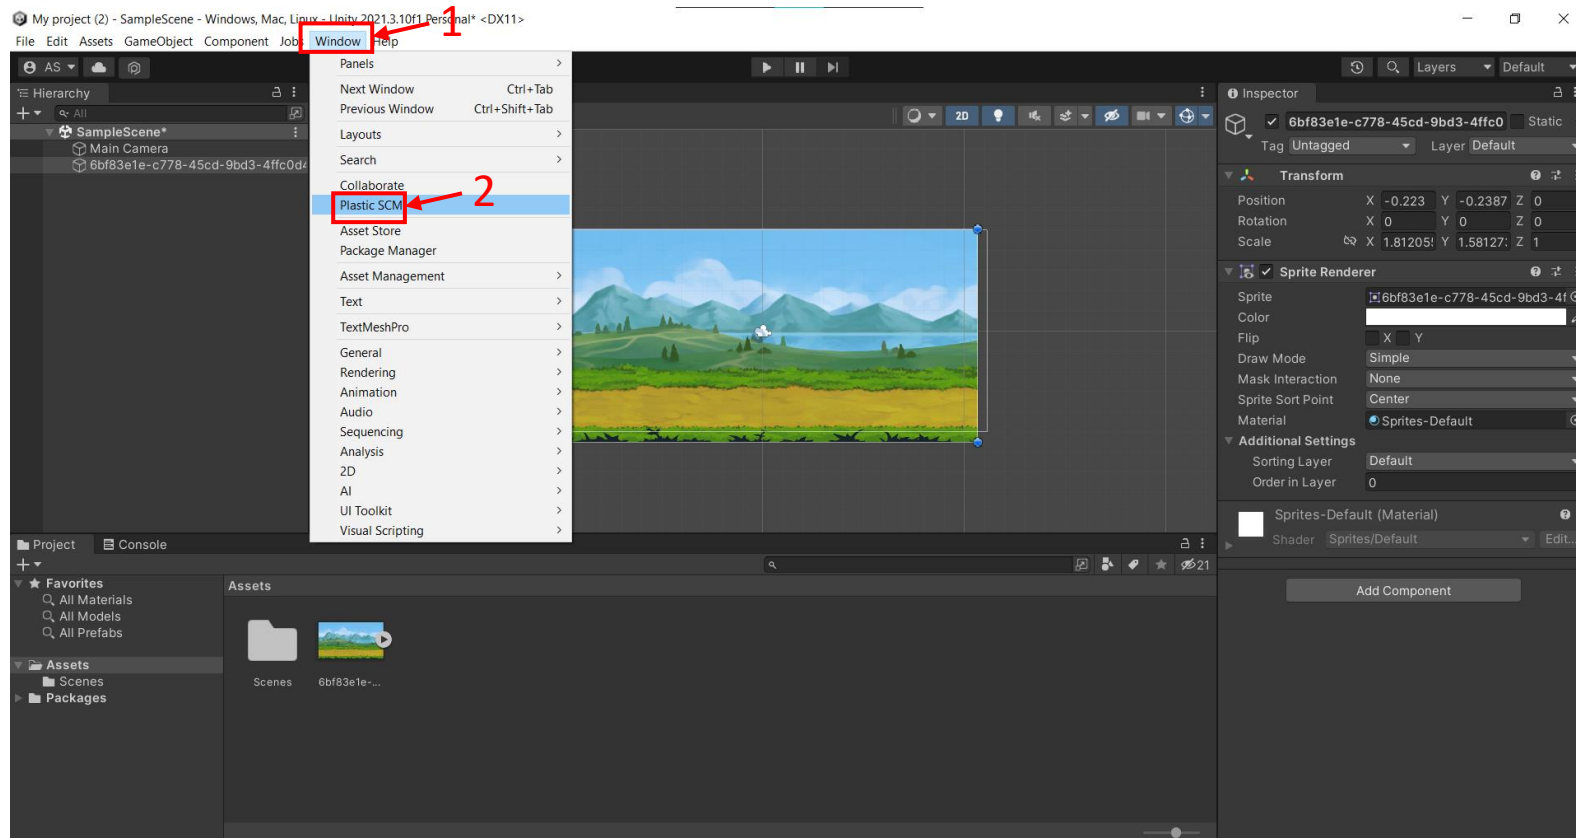 My project (2) - SampleScene - Windows, Mac, Linux - Unity 2021.3.10f1 Personal* <DX11>
1
File Edit Assets GameObject Component Jobs Window Help
AS
Layers
Default
Hierarchy
All
SampleScene*
Main Camera
6bf83e1e-c778-45cd-9bd3-4ffc0d4
Panels
Next Window Ctrl+Tab
Previous Window Ctrl+Shift+Tab
Layouts
Search
Collaborate
Plastic SCM
2
Asset Store
Package Manager
Asset Management
Text
TextMeshPro
General
Rendering
Animation
Audio
Sequencing
Analysis
2D
AI
UI Toolkit
Visual Scripting
2D
Inspector
6bf83e1e-c778-45cd-9bd3-4ffc0 Static
Tag Untagged Layer Default
Transform
Position X -0.223 Y -0.2387 Z 0
Rotation X 0 Y 0 Z 0
Scale X 1.81205 Y 1.58127 Z 1
Sprite Renderer
Sprite 6bf83e1e-c778-45cd-9bd3-4f
Color
Flip X Y
Draw Mode Simple
Mask Interaction None
Sprite Sort Point Center
Material Sprites-Default
Additional Settings
Sorting Layer Default
Order in Layer 0
Sprites-Default (Material)
Shader Sprites/Default Edit...
Add Component
Project Console
21
Favorites
All Materials
All Models
All Prefabs
Assets
Scenes
Packages
Assets
Scenes
6bf83e1e-...